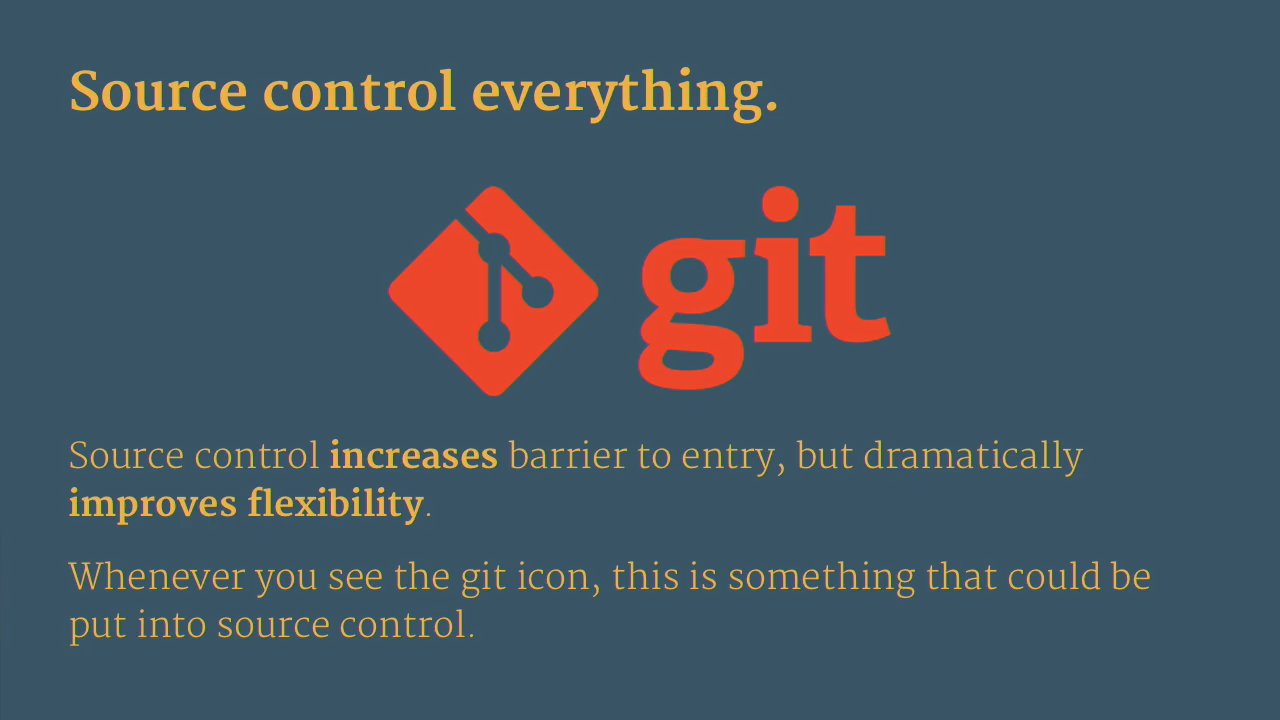 Source control everything.
git
Source control increases barrier to entry, but dramatically
improves flexibility.
Whenever you see the git icon, this is something that could be
put into source control.